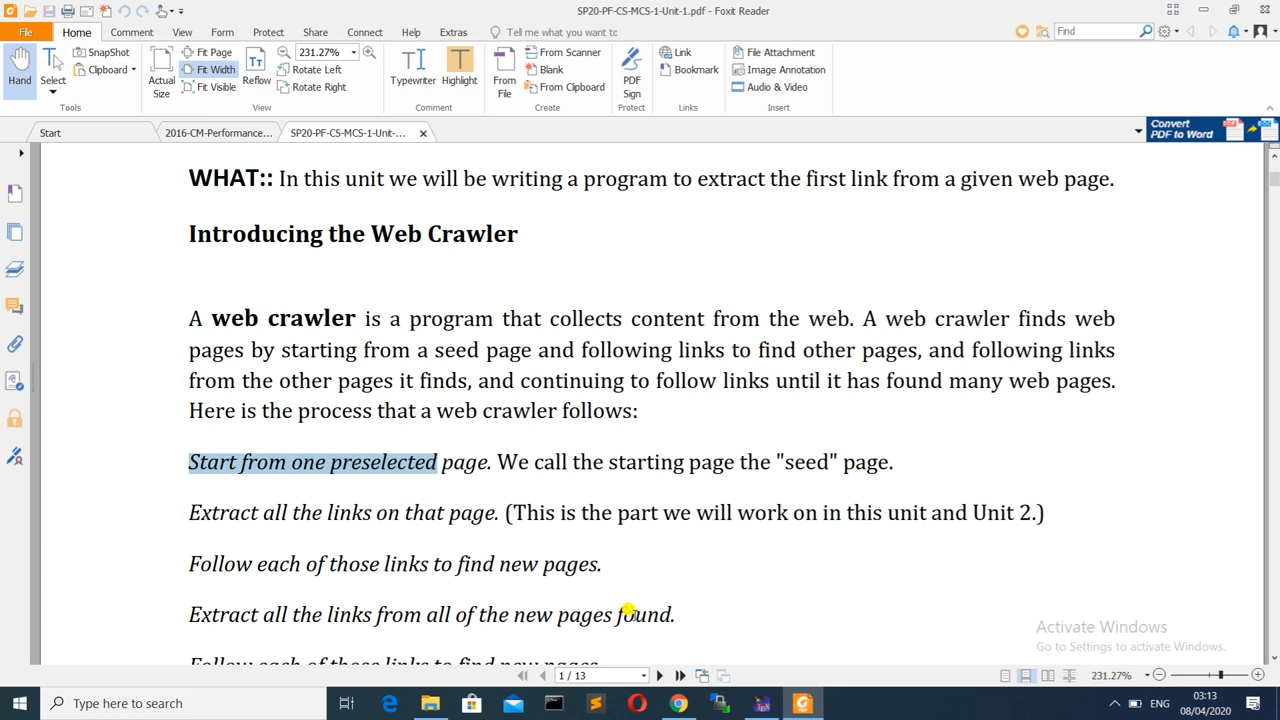 SP20-PF-CS-MCS-1-Unit-1.pdf - Foxit Reader
File Home Comment View Form Protect Share Connect Help Extras Tell me what you want tc Find
SnapShot Fit Page 231.27% From Scanner Link File Attachment
Clipboard Fit Width Rotate Left Blank Bookmark Image Annotation
Hand Select Actual Size Fit Visible Reflow Rotate Right Typewriter Highlight From File From Clipboard PDF Sign Audio & Video
Tools View Comment Create Protect Links Insert
Start 2016-CM-Performance... SP20-PF-CS-MCS-1-Unit-... Convert PDF to Word
WHAT:: In this unit we will be writing a program to extract the first link from a given web page.
Introducing the Web Crawler
A web crawler is a program that collects content from the web. A web crawler finds web
pages by starting from a seed page and following links to find other pages, and following links
from the other pages it finds, and continuing to follow links until it has found many web pages.
Here is the process that a web crawler follows:
Start from one preselected page. We call the starting page the "seed" page.
Extract all the links on that page. (This is the part we will work on in this unit and Unit 2.)
Follow each of those links to find new pages.
Extract all the links from all of the new pages found.
Follow each of those links to find new pages.
Activate Windows
Go to Settings to activate Windows.
1 / 13 231.27%
Type here to search ENG 03:13
08/04/2020